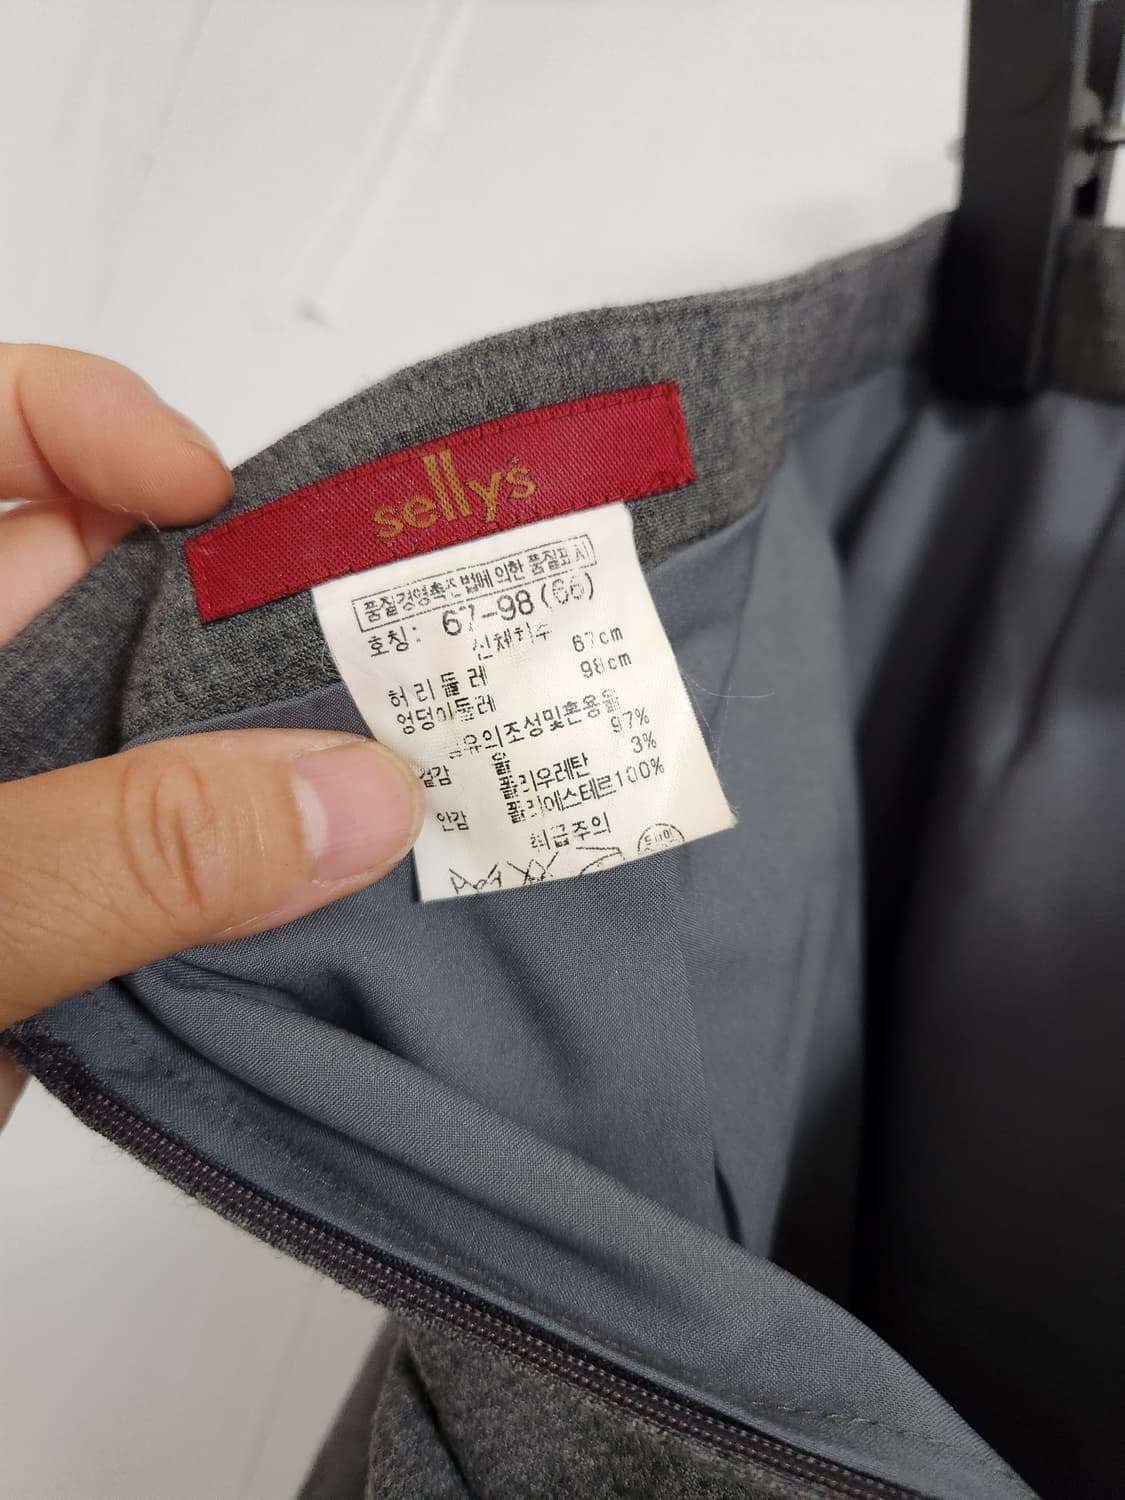 selly's
품질경영촉진법에 의한 품질표시
호칭: 67-98(66)
신체치수
허리둘레 67cm
엉덩이둘레 98cm
섬유의조성및혼용율
겉감 울 97%
폴리우레탄 3%
안감 폴리에스테르100%
취급주의